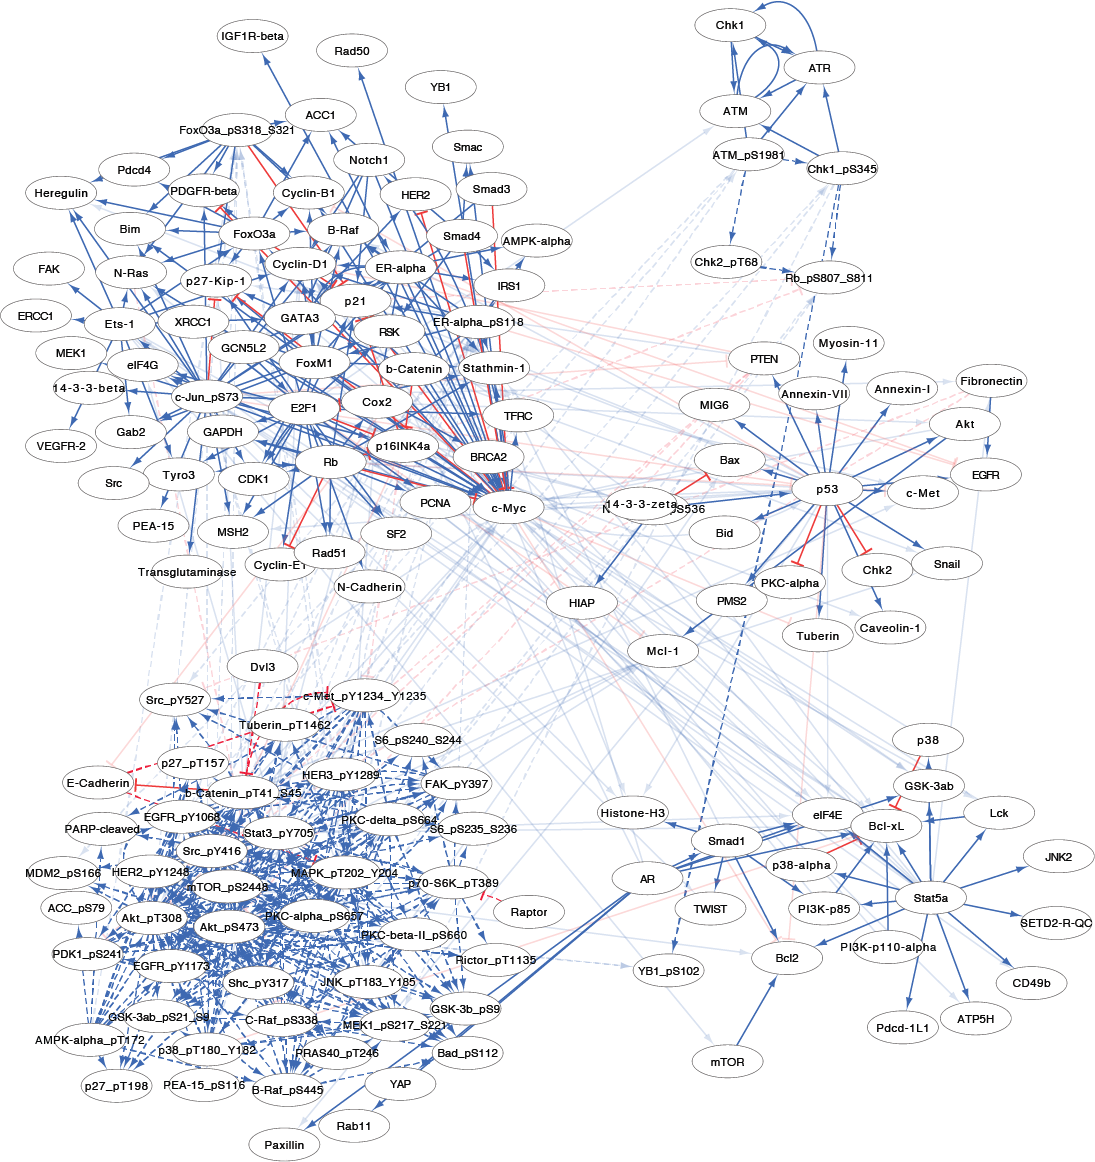 Chk1
IGF1R-beta
Rad50
ATR
YB1
ATM
ACC1
FoxO3a_pS318_S321
Smac
ATM_pS1981
Notch1
Chk1_pS345
Pdcd4
Heregulin
PDGFR-beta
Cyclin-B1
HER2
Smad3
Bim
FoxO3a
B-Raf
Smad4
AMPK-alpha
Chk2_pT68
FAK
N-Ras
Cyclin-D1
ER-alpha
p27-Kip-1
IRS1
Rb_pS807_S811
p21
ERCC1
Ets-1
XRCC1
GATA3
RSK
ER-alpha_pS118
Myosin-11
MEK1
GCN5L2
PTEN
eIF4G
FoxM1
b-Catenin
Stathmin-1
Fibronectin
14-3-3-beta
c-Jun_pS73
Annexin-VII
Annexin-I
E2F1
Cox2
MIG6
TFRC
Akt
VEGFR-2
Gab2
GAPDH
p16INK4a
BRCA2
Bax
Src
Tyro3
CDK1
Rb
EGFR
p53
c-Met
PCNA
c-Myc
14-3-3-zeta
S536
PEA-15
MSH2
SF2
Bid
Rad51
Cyclin-E1
Transglutaminase
N-Cadherin
Snail
Chk2
PKC-alpha
HIAP
PMS2
Caveolin-1
Tuberin
Mcl-1
Dvl3
Src_pY527
c-Met_pY1234_Y1235
Tuberin_pT1462
S6_pS240_S244
p38
p27_pT157
E-Cadherin
HER3_pY1289
FAK_pY397
GSK-3ab
b-Catenin_pT41_S45
Histone-H3
eIF4E
Lck
EGFR_pY1068
PKC-delta_pS664
PARP-cleaved
Stat3_pY705
S6_pS235_S236
Bcl-xL
Smad1
Src_pY416
JNK2
MDM2_pS166
HER2_pY1248
MAPK_pT202_Y204
p38-alpha
mTOR_pS2448
p70-S6K_pT389
AR
Stat5a
ACC_pS79
Akt_pT308
PKC-alpha_pS657
Raptor
TWIST
PI3K-p85
SETD2-R-QC
Akt_pS473
PKC-beta-II_pS660
PI3K-p110-alpha
PDK1_pS241
EGFR_pY1173
Rictor_pT1135
YB1_pS102
Bcl2
Shc_pY317
JNK_pT183_Y185
CD49b
GSK-3b_pS9
GSK-3ab_pS21_S9
C-Raf_pS338
MEK1_pS217_S221
Pdcd-1L1
ATP5H
AMPK-alpha_pT172
p38_pT180_Y182
PRAS40_pT246
Bad_pS112
mTOR
p27_pT198
PEA-15_pS116
B-Raf_pS445
YAP
Rab11
Paxillin